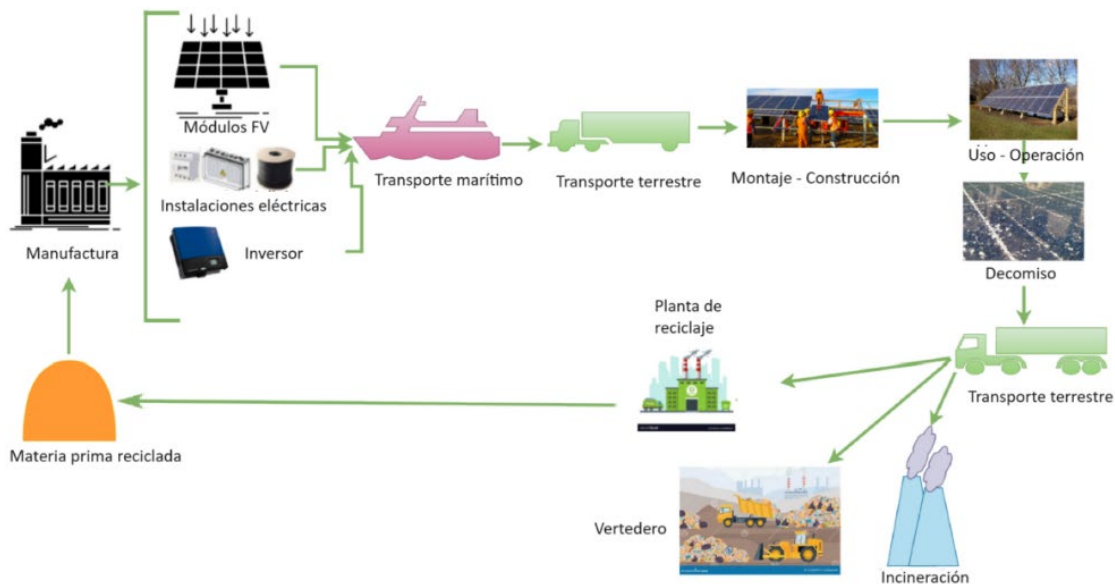 Módulos FV
Instalaciones eléctricas
Inversor
Manufactura
Transporte marítimo
Transporte terrestre
Montaje - Construcción
Uso - Operación
Decomiso
Transporte terrestre
Planta de
reciclaje
Materia prima reciclada
Vertedero
Incineración